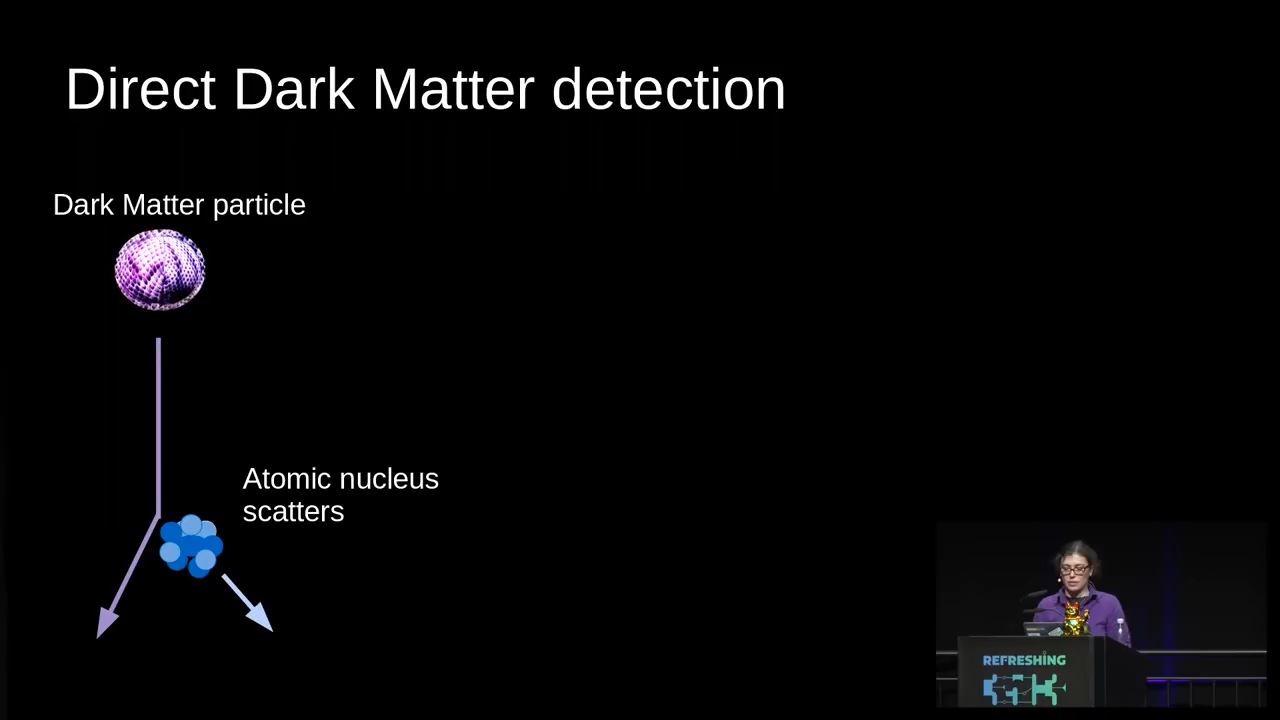 Direct Dark Matter detection
Dark Matter particle
Atomic nucleus
scatters
REFRESHING